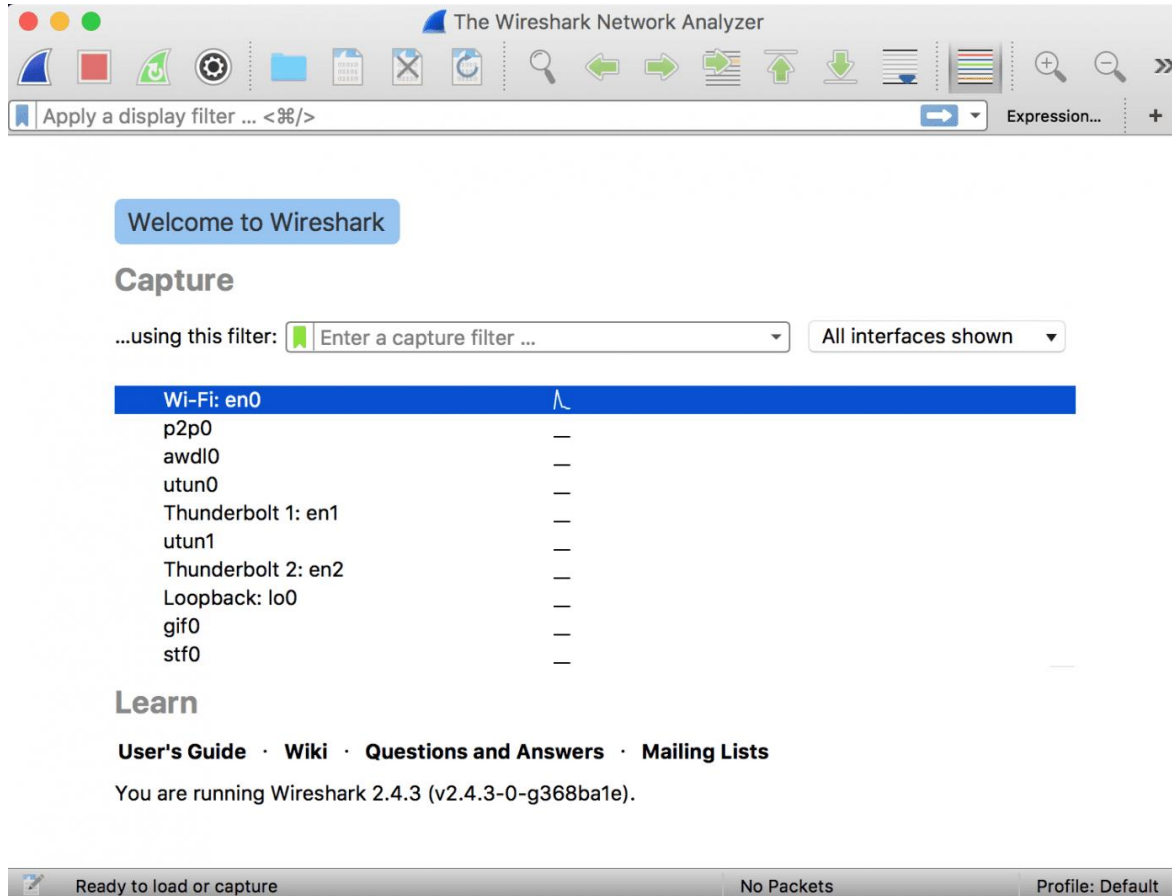 The Wireshark Network Analyzer
Apply a display filter ... <⌘/>
Expression...
+
Welcome to Wireshark
Capture
...using this filter:
Enter a capture filter ...
All interfaces shown
Wi-Fi: en0
p2p0
awdl0
utun0
Thunderbolt 1: en1
utun1
Thunderbolt 2: en2
Loopback: lo0
gif0
stf0
Learn
User's Guide · Wiki · Questions and Answers · Mailing Lists
You are running Wireshark 2.4.3 (v2.4.3-0-g368ba1e).
Ready to load or capture
No Packets
Profile: Default